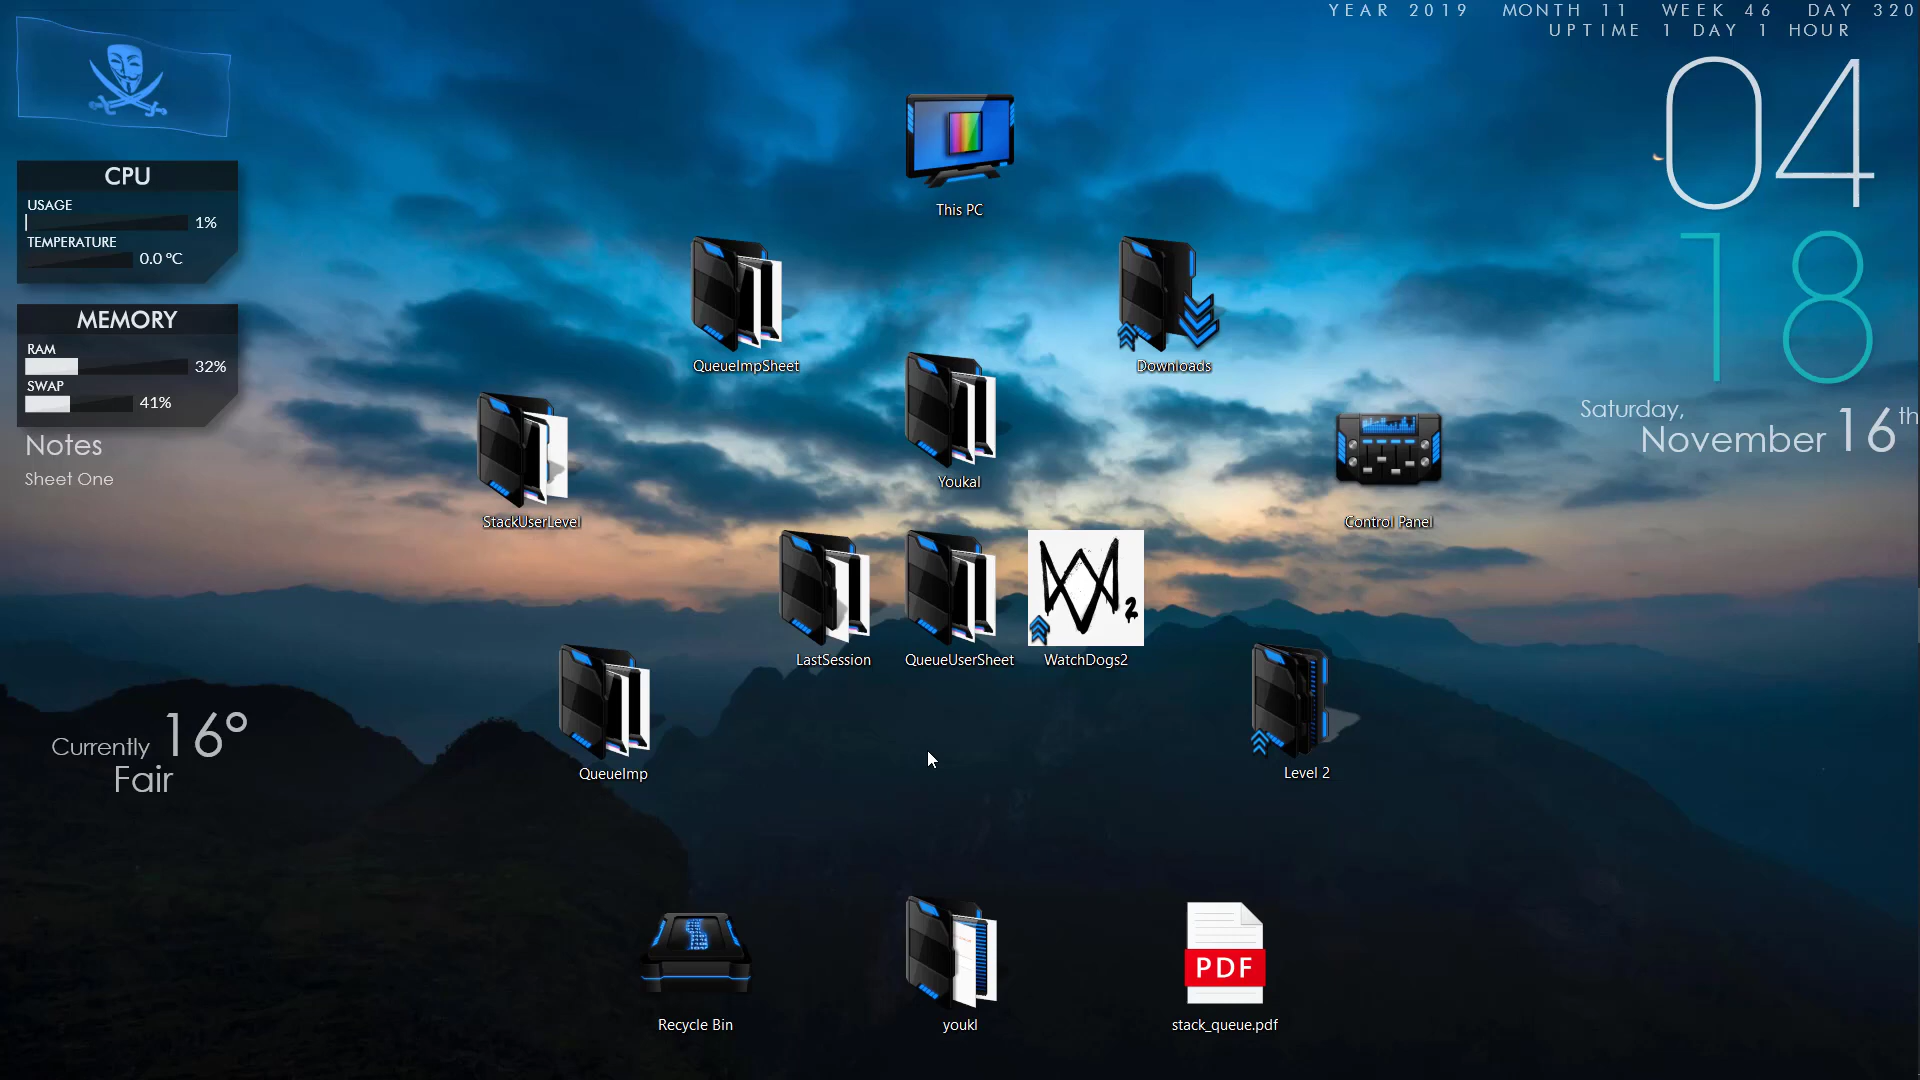 YEAR 2019 MONTH 11 WEEK 46 DAY 320
UPTIME 1 DAY 1 HOUR
04
18
Saturday,
November 16th
CPU
USAGE
1%
TEMPERATURE
0.0 °C
MEMORY
RAM
32%
SWAP
41%
Notes
Sheet One
Currently 16°
Fair
This PC
QueueImpSheet
Downloads
StackUserLevel
Youkal
Control Panel
LastSession
QueueUserSheet
2
WatchDogs2
QueueImp
Level 2
Recycle Bin
youkl
PDF
stack_queue.pdf